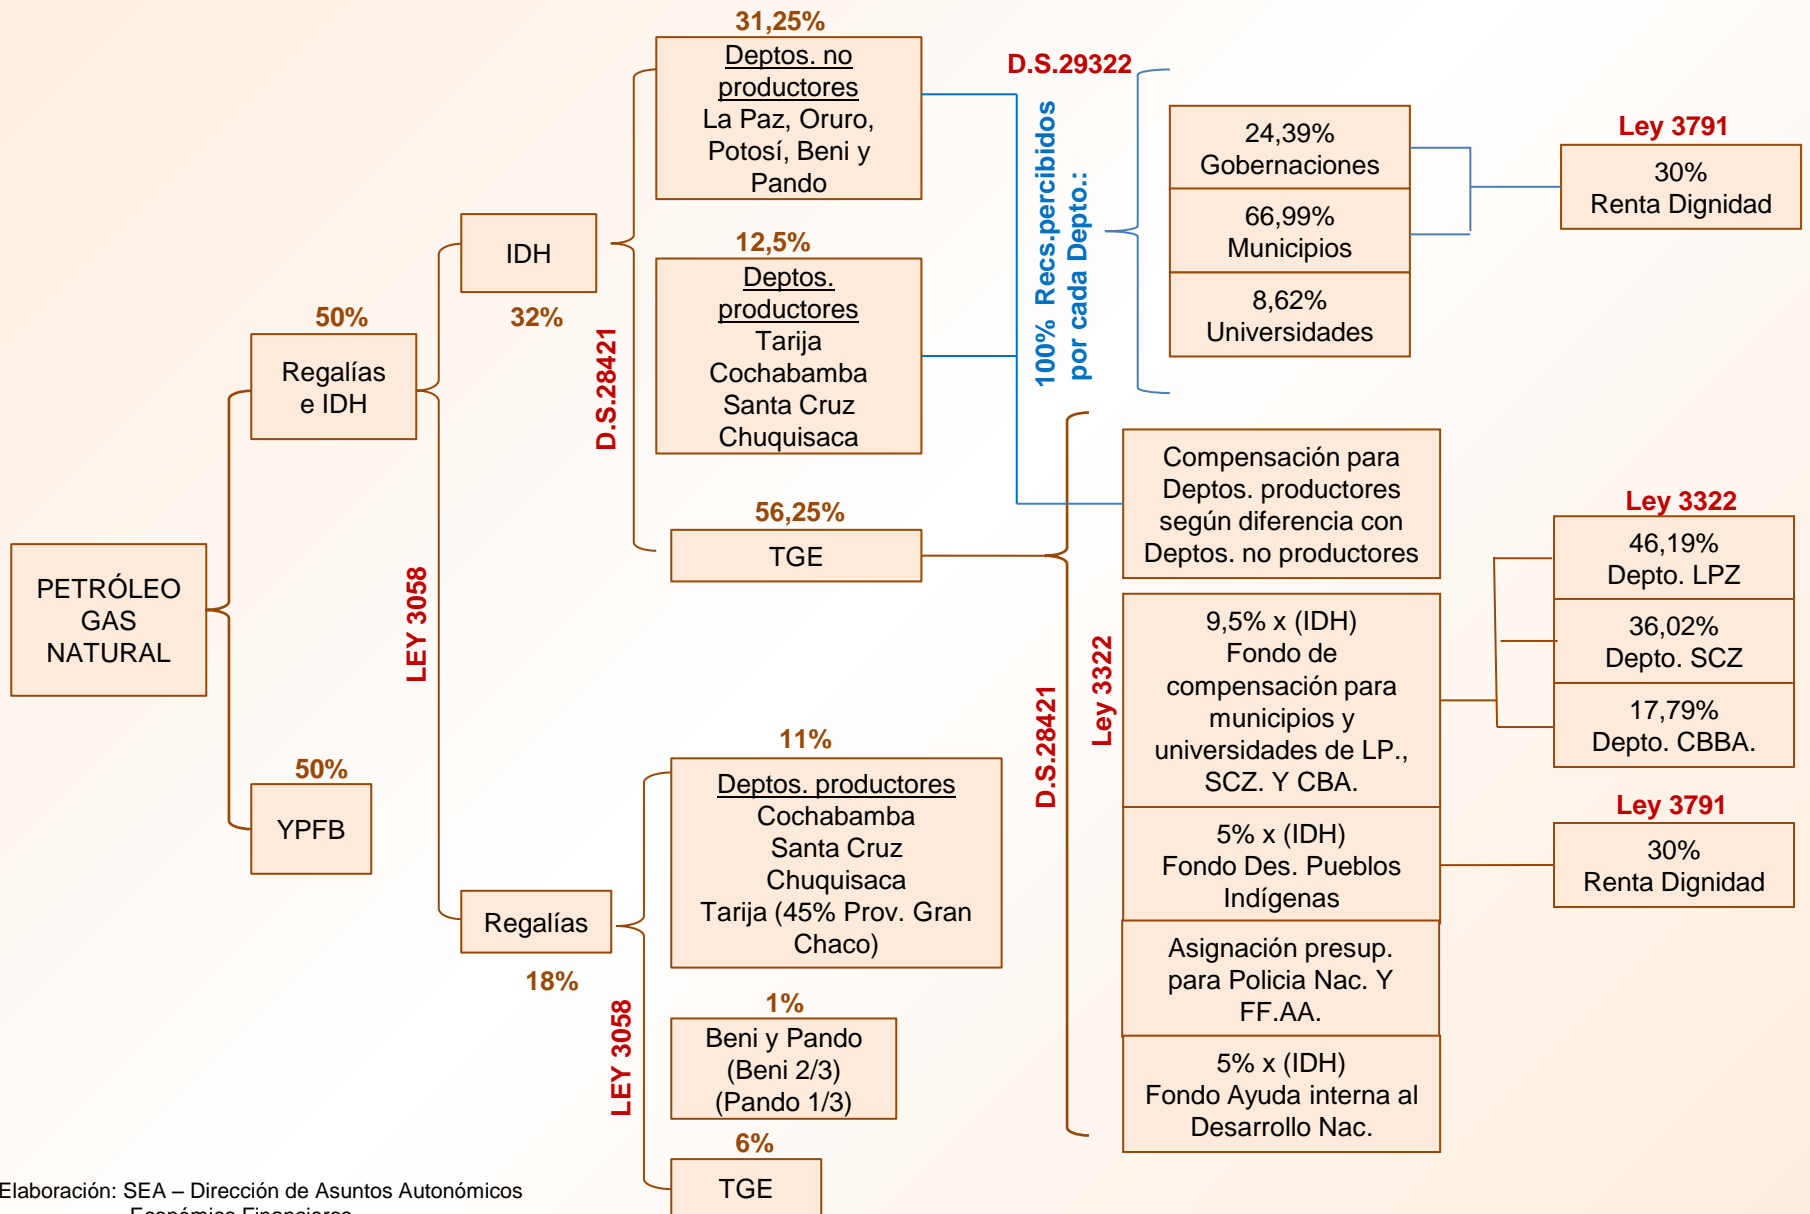 PETRÓLEO
GAS
NATURAL
50%
Regalías
e IDH
50%
YPFB
LEY 3058
IDH
32%
Regalías
18%
D.S.28421
31,25%
Deptos. no
productores
La Paz, Oruro,
Potosí, Beni y
Pando
12,5%
Deptos.
productores
Tarija
Cochabamba
Santa Cruz
Chuquisaca
56,25%
TGE
LEY 3058
11%
Deptos. productores
Cochabamba
Santa Cruz
Chuquisaca
Tarija (45% Prov. Gran
Chaco)
1%
Beni y Pando
(Beni 2/3)
(Pando 1/3)
6%
TGE
D.S.29322
100% Recs.percibidos
por cada Depto.:
24,39%
Gobernaciones
66,99%
Municipios
8,62%
Universidades
Ley 3791
30%
Renta Dignidad
D.S.28421
Compensación para
Deptos. productores
según diferencia con
Deptos. no productores
Ley 3322
9,5% x (IDH)
Fondo de
compensación para
municipios y
universidades de LP.,
SCZ. Y CBA.
5% x (IDH)
Fondo Des. Pueblos
Indígenas
Asignación presup.
para Policia Nac. Y
FF.AA.
5% x (IDH)
Fondo Ayuda interna al
Desarrollo Nac.
Ley 3322
46,19%
Depto. LPZ
36,02%
Depto. SCZ
17,79%
Depto. CBBA.
Ley 3791
30%
Renta Dignidad
Elaboración: SEA – Dirección de Asuntos Autonómicos
Económico Financieros